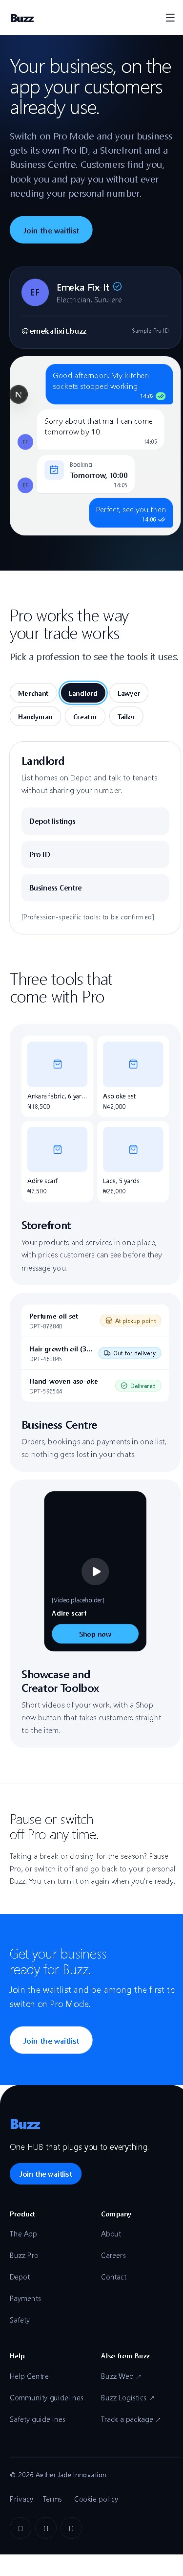 Buzz
Your business, on the
app your customers
already use.
Switch on Pro Mode and your business
gets its own Pro ID, a Storefront and a
Business Centre. Customers find you,
book you and pay you without ever
needing your personal number.
Join the waitlist
EF
Emeka Fix-It
Electrician, Surulere
@emekafixit.buzz
Sample Pro ID
Good afternoon. My kitchen
sockets stopped working
14:02
N
Sorry about that ma. I can come
tomorrow by 10
14:05
EF
Booking
Tomorrow, 10:00
14:05
EF
Perfect, see you then
14:06
Pro works the way
your trade works
Pick a profession to see the tools it uses.
Merchant
Landlord
Lawyer
Handyman
Creator
Tailor
Landlord
List homes on Depot and talk to tenants
without sharing your number.
Depot listings
Pro ID
Business Centre
[Profession-specific tools: to be confirmed]
Three tools that
come with Pro
Ankara fabric, 6 yar...
₦18,500
Aso oke set
₦42,000
Adire scarf
₦7,500
Lace, 5 yards
₦26,000
Storefront
Your products and services in one place,
with prices customers can see before they
message you.
Perfume oil set
DPT-872840
At pickup point
Hair growth oil (3...
DPT-468845
Out for delivery
Hand-woven aso-oke
DPT-596564
Delivered
Business Centre
Orders, bookings and payments in one list,
so nothing gets lost in your chats.
[Video placeholder]
Adire scarf
Shop now
Showcase and
Creator Toolbox
Short videos of your work, with a Shop
now button that takes customers straight
to the item.
Pause or switch
off Pro any time.
Taking a break or closing for the season? Pause
Pro, or switch it off and go back to your personal
Buzz. You can turn it on again when you're ready.
Get your business
ready for Buzz.
Join the waitlist and be among the first to
switch on Pro Mode.
Join the waitlist
Buzz
One HUB that plugs you to everything.
Join the waitlist
Product
Company
The App
About
Buzz Pro
Careers
Depot
Contact
Payments
Safety
Help
Also from Buzz
Help Centre
Buzz Web ↗
Community guidelines
Buzz Logistics ↗
Safety guidelines
Track a package ↗
© 2026 Aether Jade Innovation
Privacy Terms Cookie policy
[ ] [ ] [ ]